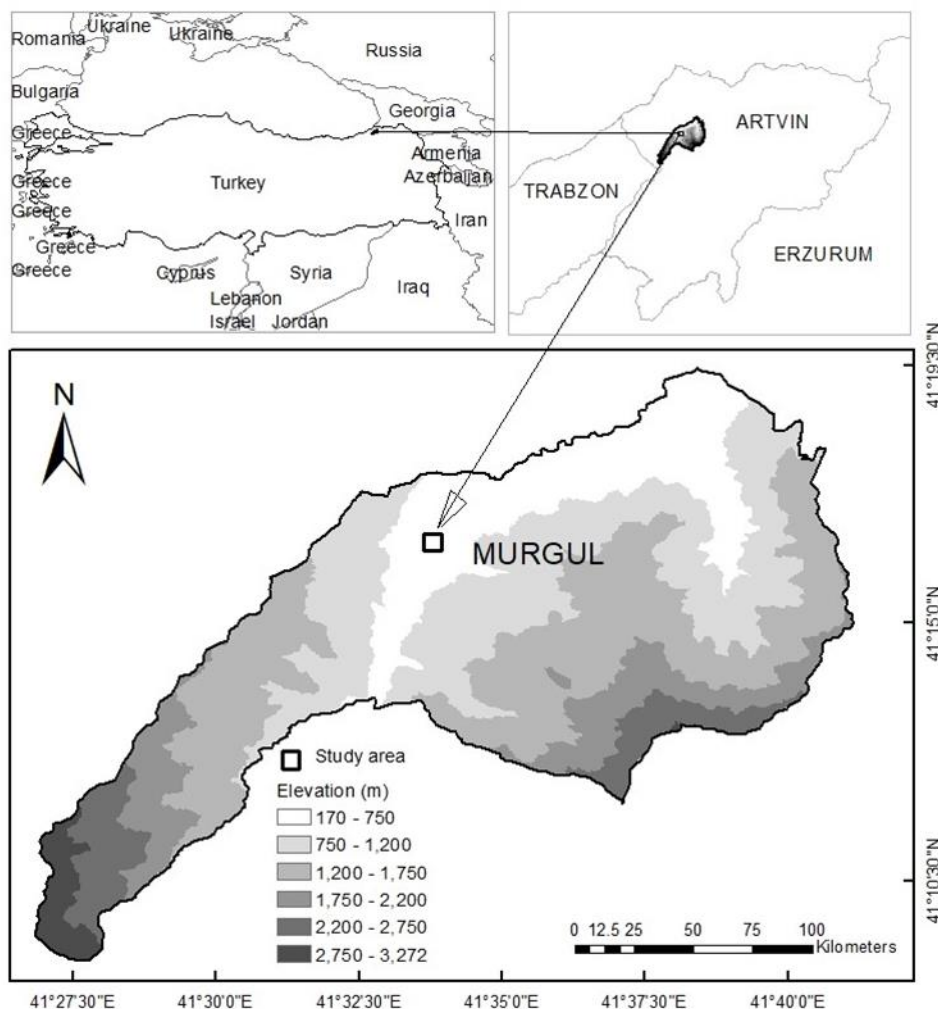 Ukraine
Ukraine
Romania
Russia
Bulgaria
Georgia
Greece
Armenia
Azerbaijan
Turkey
Greece
Greece
Iran
Greece
Greece
Cyprus
Syria
Iraq
Lebanon
Israel
Jordan
ARTVIN
TRABZON
ERZURUM
N
MURGUL
41°19'30"N
41°15'0"N
41°10'30"N
Study area
Elevation (m)
170 - 750
750 - 1,200
1,200 - 1,750
1,750 - 2,200
2,200 - 2,750
2,750 - 3,272
0 12.5 25 50 75 100
Kilometers
41°27'30"E 41°30'0"E 41°32'30"E 41°35'0"E 41°37'30"E 41°40'0"E